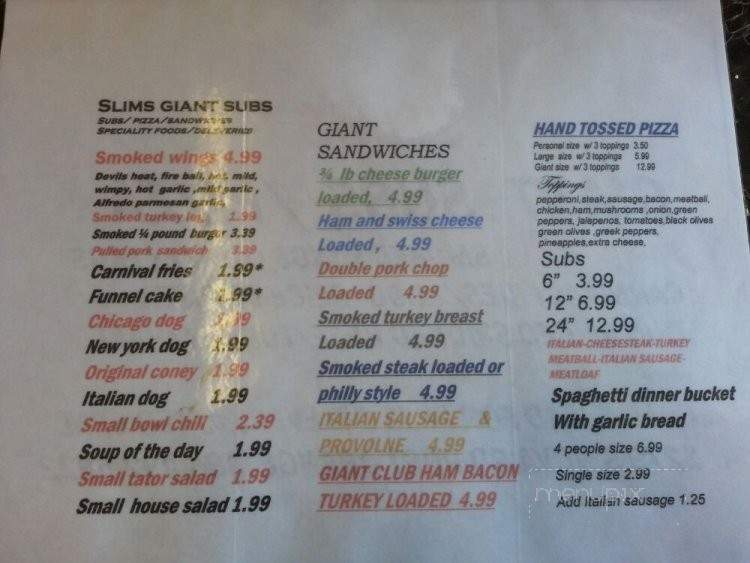 SLIMS GIANT SUBS
SUBS/ PIZZA/SANDWICHES
SPECIALITY FOODS/DELIVERIES
Smoked wings 4.99
Devils heat, fire ball, hot, mild,
wimpy, hot garlic ,mild garlic ,
Alfredo parmesan garlic,
Smoked turkey leg 1.99
Smoked ¼ pound burger 3.39
Pulled pork sandwich 3.39
Carnival fries 1.99*
Funnel cake 1.99*
Chicago dog 1.99
New york dog 1.99
Original coney 1.99
Italian dog 1.99
Small bowl chili 2.39
Soup of the day 1.99
Small tator salad 1.99
Small house salad 1.99
GIANT
SANDWICHES
¾ lb cheese burger
loaded, 4.99
Ham and swiss cheese
Loaded , 4.99
Double pork chop
Loaded 4.99
Smoked turkey breast
Loaded 4.99
Smoked steak loaded or
philly style 4.99
ITALIAN SAUSAGE &
PROVOLNE 4.99
GIANT CLUB HAM BACON
TURKEY LOADED 4.99
HAND TOSSED PIZZA
Personal size w/ 3 toppings 3.50
Large size w/ 3 toppings 5.99
Giant size w/ 3 toppings 12.99
Toppings
pepperoni,steak,sausage,bacon,meatball,
chicken,ham,mushrooms ,onion,green
peppers, jalapenos, tomatoes,black olives
green olives ,greek peppers,
pineapples,extra cheese,
Subs
6" 3.99
12" 6.99
24" 12.99
ITALIAN-CHEESESTEAK-TURKEY
MEATBALL-ITALIAN SAUSAGE-
MEATLOAF
Spaghetti dinner bucket
With garlic bread
4 people size 6.99
Single size 2.99
menupix
Add Italian sausage 1.25